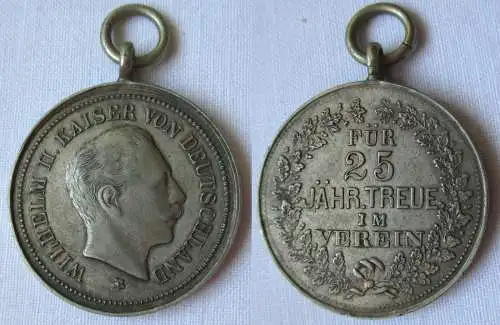 WILHELM II. KAISER VON DEUTSCHLAND
FÜR
25
JÄHR. TREUE
IM
VEREIN